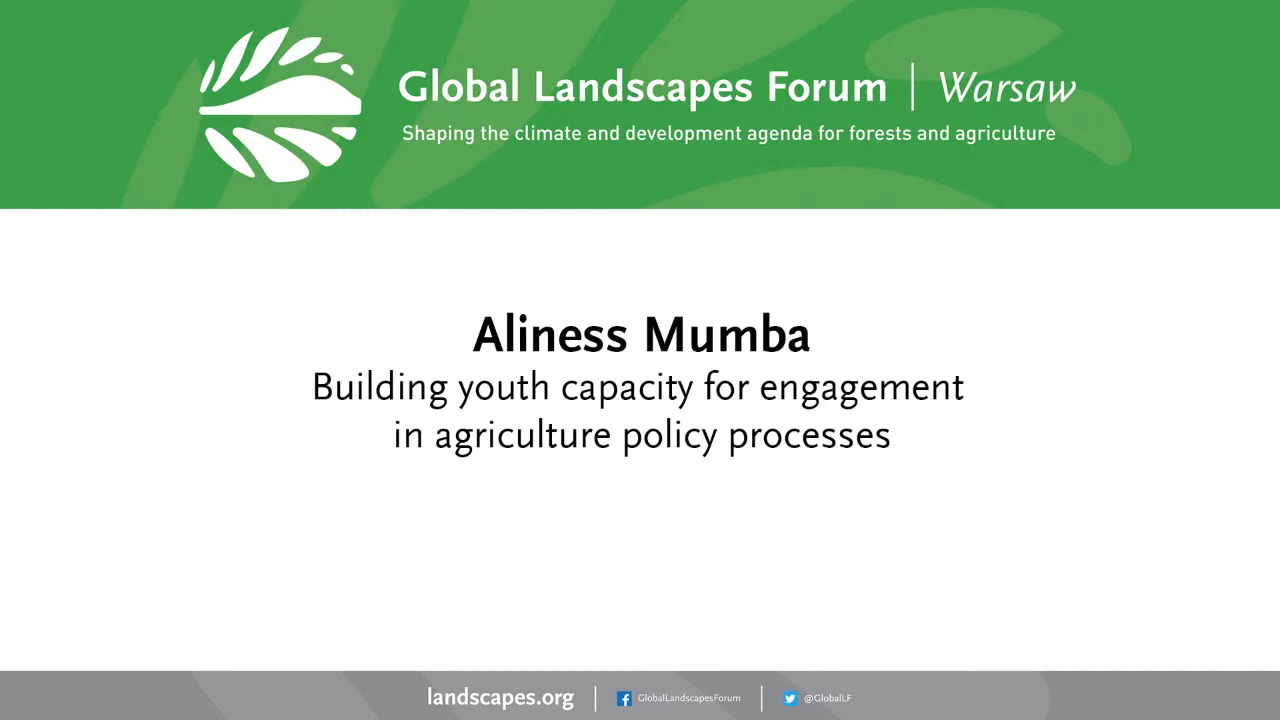 Global Landscapes Forum | Warsaw
Shaping the climate and development agenda for forests and agriculture
Aliness Mumba
Building youth capacity for engagement
in agriculture policy processes
landscapes.org | GlobalLandscapesForum | @GlobalLF